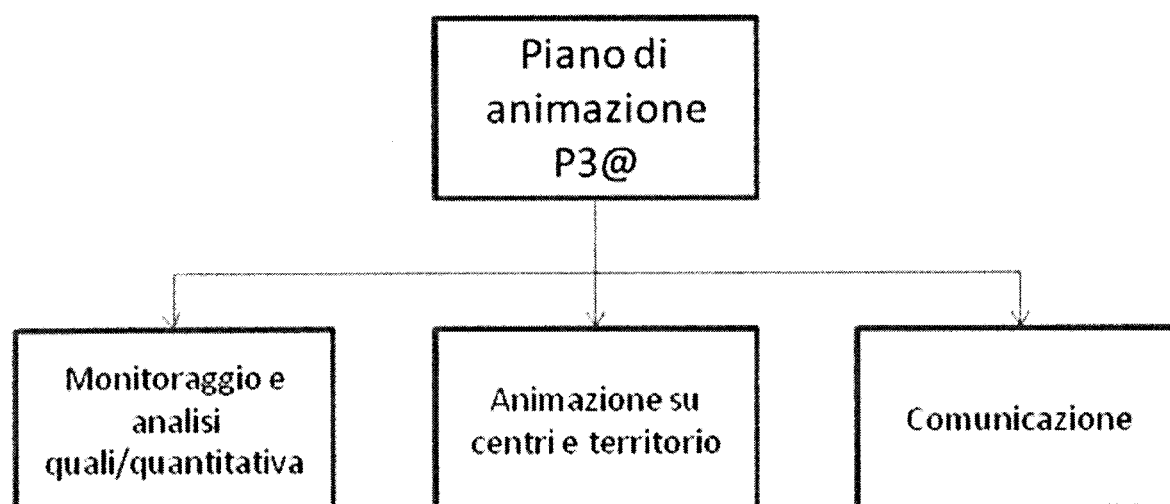 Piano di
animazione
P3@
Monitoraggio e
analisi
quali/quantitativa
Animazione su
centri e territorio
Comunicazione